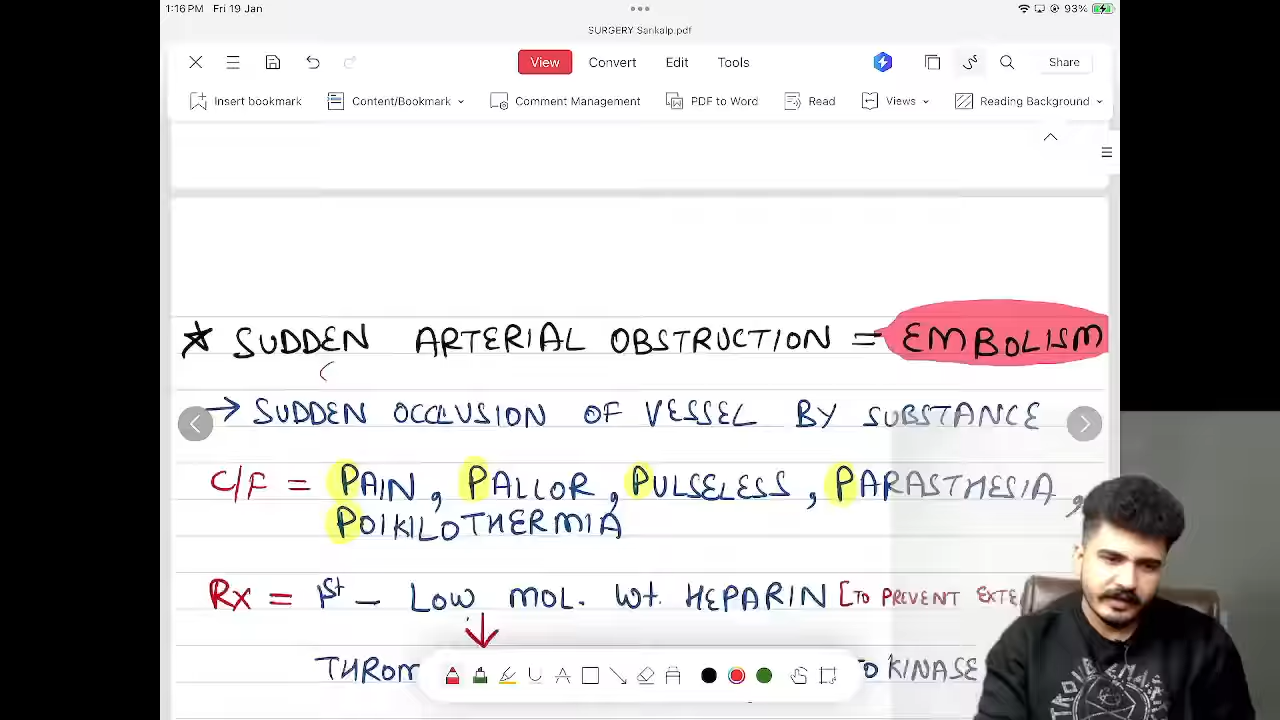 1:16 PM Fri 19 Jan
93%
SURGERY Sankalp.pdf
View Convert Edit Tools
Share
Insert bookmark Content/Bookmark Comment Management PDF to Word Read Views Reading Background
SUDDEN ARTERIAL OBSTRUCTION = EMBOLISM
→ SUDDEN OCCLUSION OF VESSEL BY SUBSTANCE
C/F = PAIN, PALLOR, PULSELESS, PARASTHESIA,
POIKILOTHERMIA
Rx = 1st – LOW MOL. Wt. HEPARIN [TO PREVENT EXTE
↓
THROM OKINASE